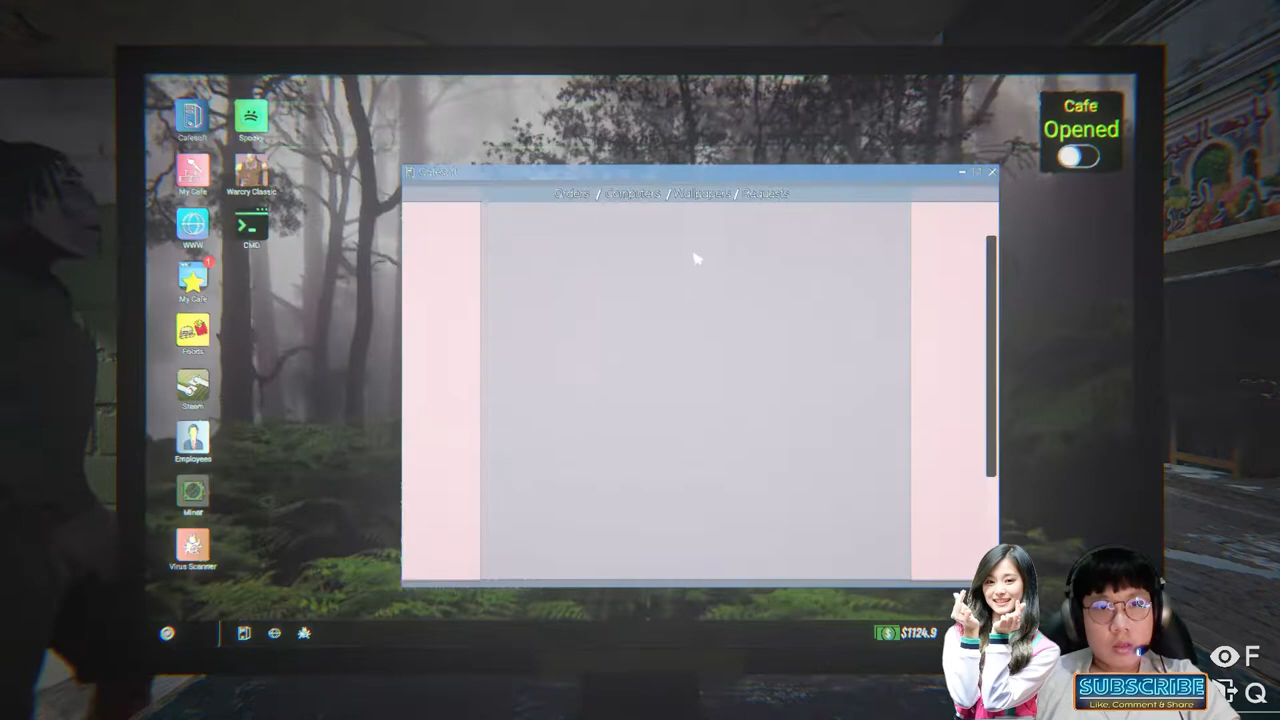 Cafesoft
Spooky
Cafe
Opened
My Cafe
Warcry Classic
Orders / Computers / Wallpapers / Requests
WWW
CMD
1
My Cafe
Foods
Steam
Employees
Miner
Virus Scanner
$1124.9
F
SUBSCRIBE
Q
Like, Comment & Share